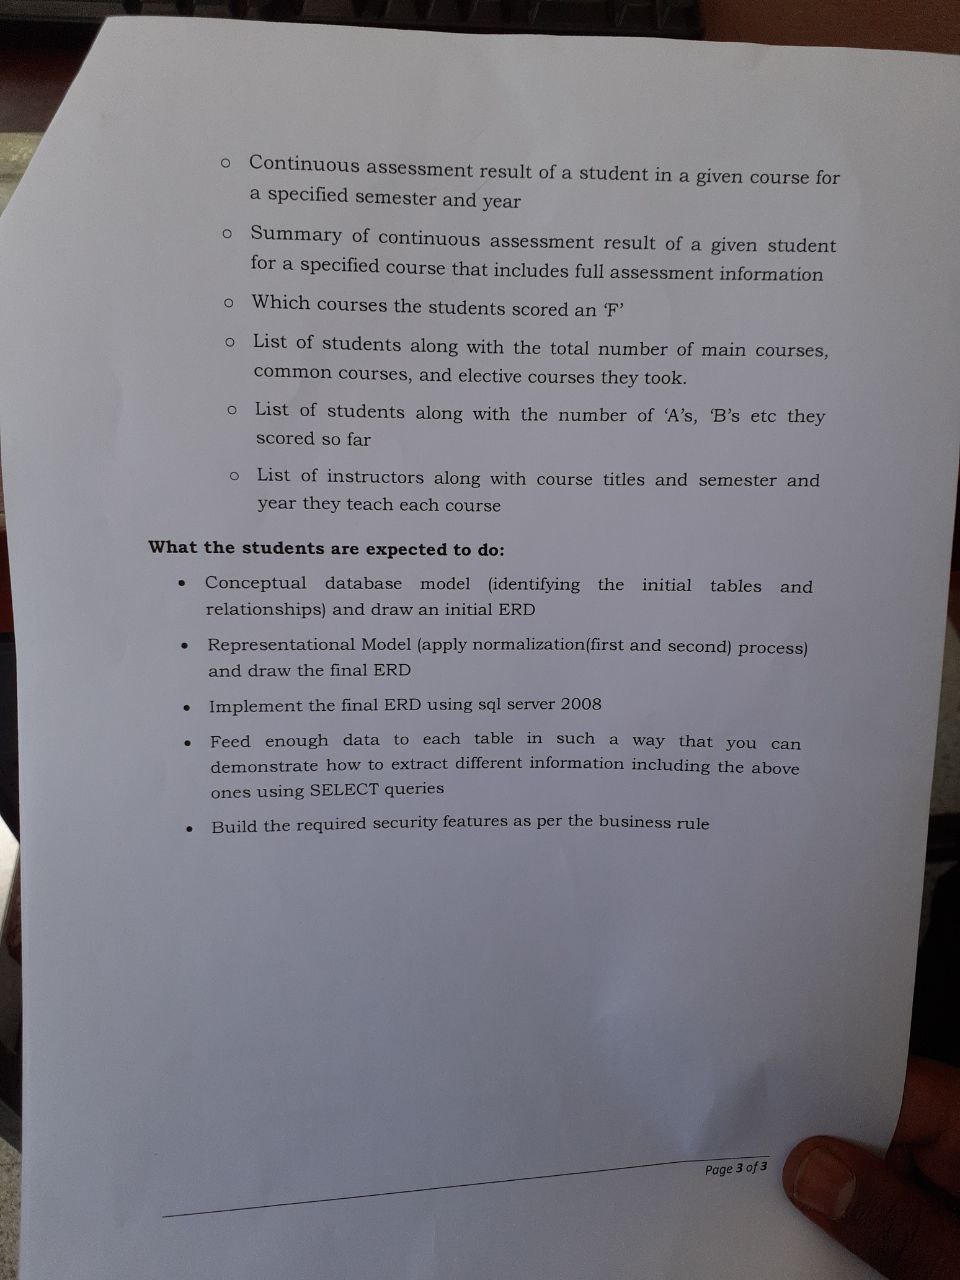 o Continuous assessment result of a student in a given course for
a specified semester and year
o Summary of continuous assessment result of a given student
for a specified course that includes full assessment information
o Which courses the students scored an ‘F’
o List of students along with the total number of main courses,
common courses, and elective courses they took.
o List of students along with the number of ‘A’s, ‘B’s etc they
scored so far
o List of instructors along with course titles and semester and
year they teach each course
What the students are expected to do:
• Conceptual database model (identifying the initial tables and
relationships) and draw an initial ERD
• Representational Model (apply normalization(first and second) process)
and draw the final ERD
• Implement the final ERD using sql server 2008
• Feed enough data to each table in such a way that you can
demonstrate how to extract different information including the above
ones using SELECT queries
• Build the required security features as per the business rule
Page 3 of 3